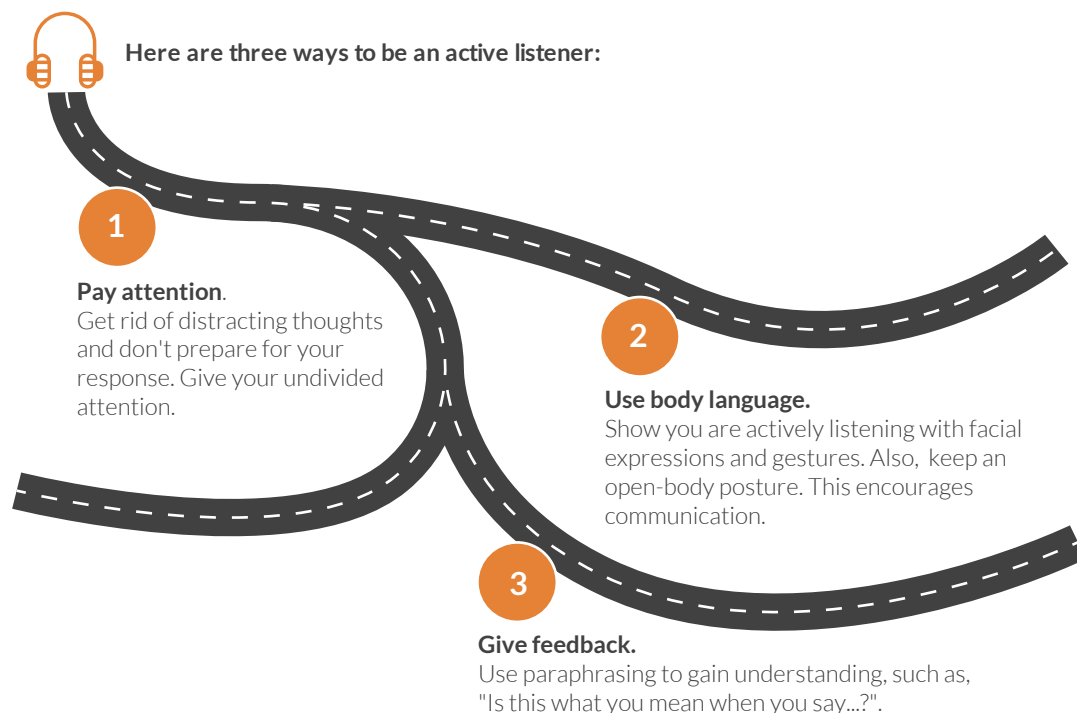 Here are three ways to be an active listener:
1
Pay attention.
Get rid of distracting thoughts
and don't prepare for your
response. Give your undivided
attention.
2
Use body language.
Show you are actively listening with facial
expressions and gestures. Also,  keep an
open-body posture. This encourages
communication.
3
Give feedback.
Use paraphrasing to gain understanding, such as,
"Is this what you mean when you say...?".